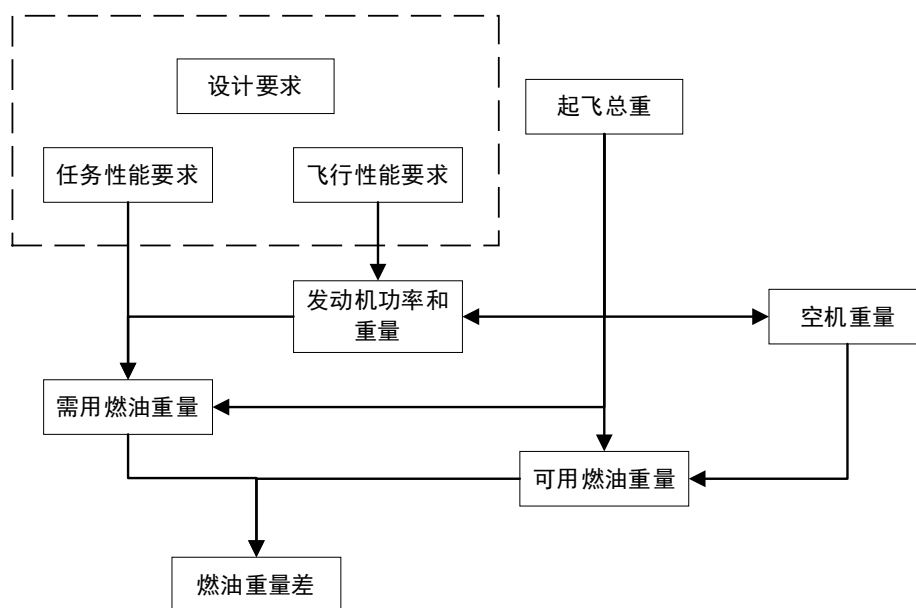 设计要求
起飞总重
任务性能要求
飞行性能要求
发动机功率和
重量
空机重量
需用燃油重量
可用燃油重量
燃油重量差